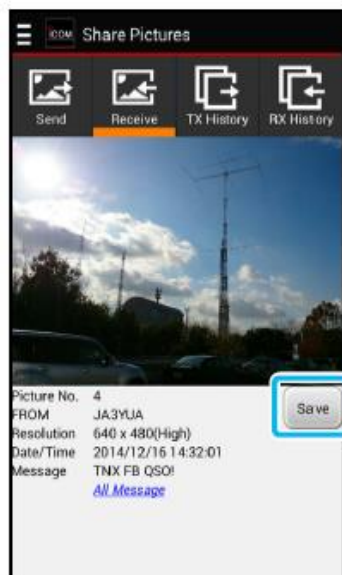 ICOM Share Pictures
Send Receive TX History RX History
Picture No. 4
FROM JA3YUA
Resolution 640 x 480(High)
Date/Time 2014/12/16 14:32:01
Message TNX FB QSO!
All Message
Save